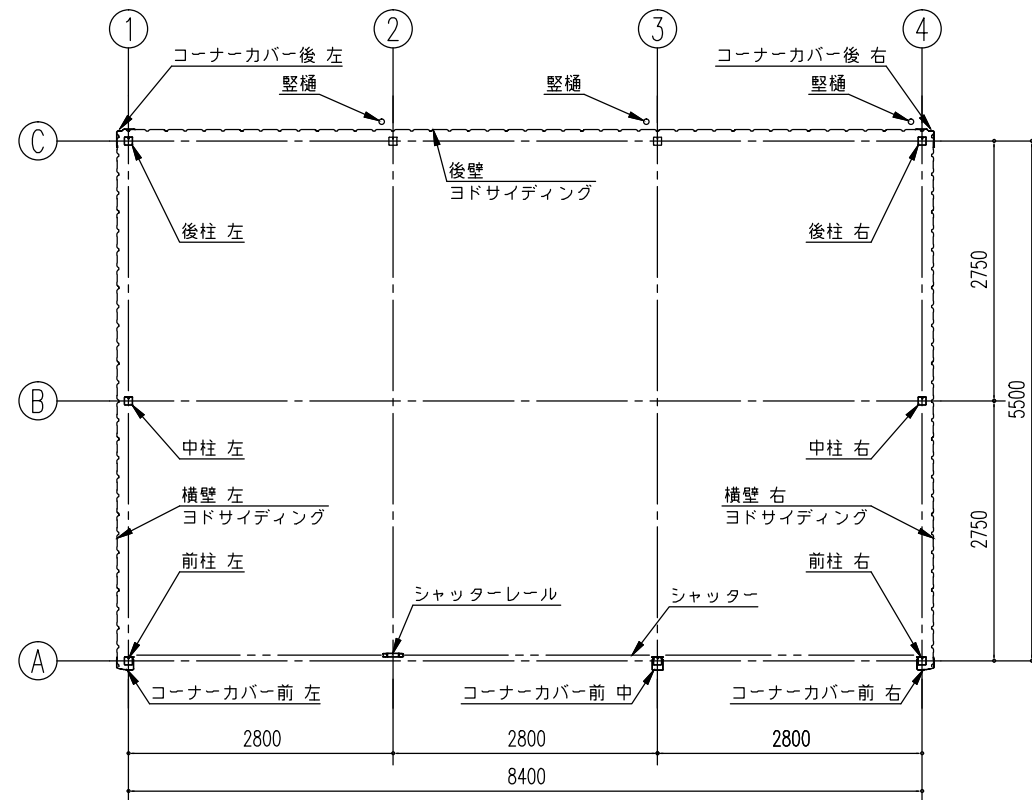 1
2
3
4
コーナーカバー後 左
コーナーカバー後 右
竪樋
竪樋
竪樋
C
後壁
ヨドサイディング
後柱 左
後柱 右
2750
B
5500
中柱 左
中柱 右
横壁 左
ヨドサイディング
横壁 右
ヨドサイディング
2750
前柱 左
前柱 右
シャッターレール
シャッター
A
コーナーカバー前 左
コーナーカバー前 中
コーナーカバー前 右
2800
2800
2800
8400